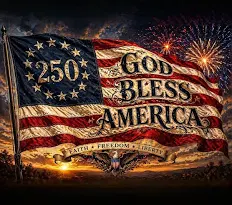 250
GOD
BLESS
AMERICA
FAITH • FREEDOM • LIBERTY